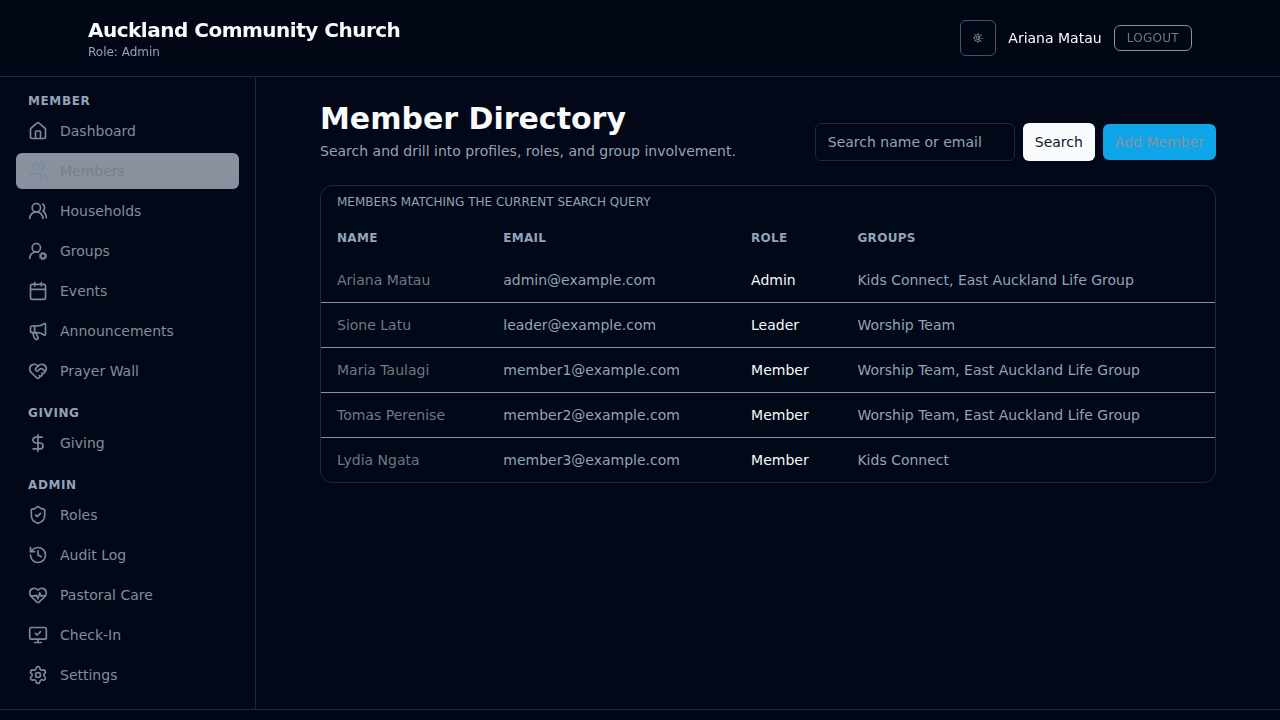 Auckland Community Church
Role: Admin
Ariana Matau
LOGOUT
MEMBER
Dashboard
Members
Households
Groups
Events
Announcements
Prayer Wall
GIVING
Giving
ADMIN
Roles
Audit Log
Pastoral Care
Check-In
Settings
Member Directory
Search and drill into profiles, roles, and group involvement.
Search name or email
Search
Add Member
MEMBERS MATCHING THE CURRENT SEARCH QUERY
NAME EMAIL ROLE GROUPS
Ariana Matau admin@example.com Admin Kids Connect, East Auckland Life Group
Sione Latu leader@example.com Leader Worship Team
Maria Taulagi member1@example.com Member Worship Team, East Auckland Life Group
Tomas Perenise member2@example.com Member Worship Team, East Auckland Life Group
Lydia Ngata member3@example.com Member Kids Connect